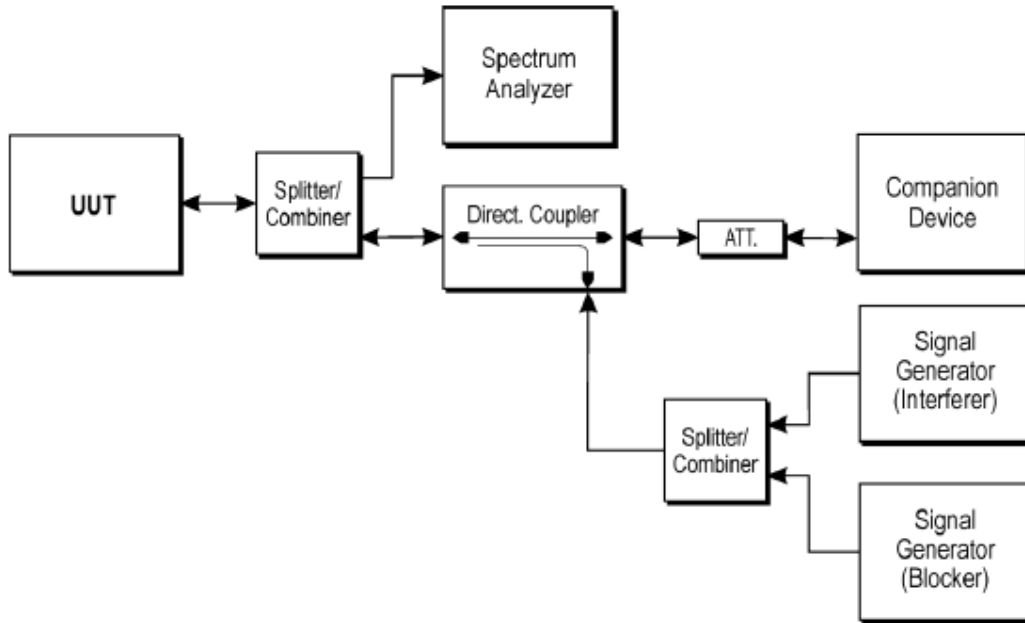 Spectrum
Analyzer
UUT
Splitter/
Combiner
Direct. Coupler
ATT.
Companion
Device
Signal
Generator
(Interferer)
Splitter/
Combiner
Signal
Generator
(Blocker)